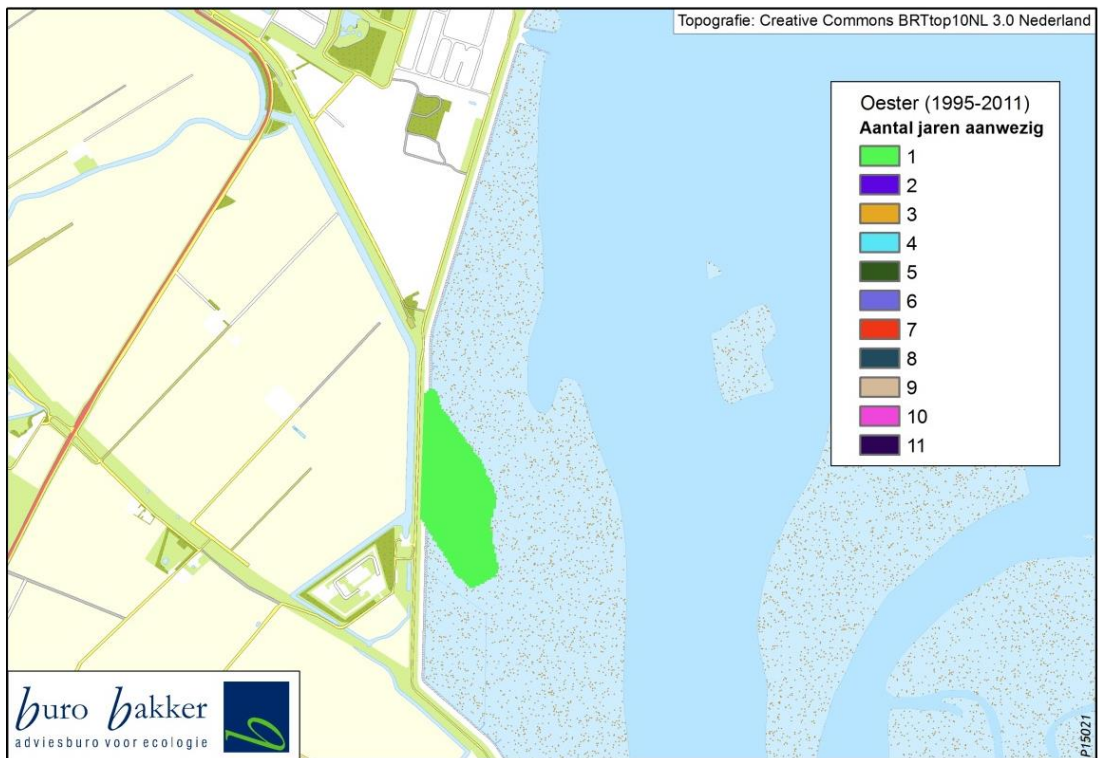 Topografie: Creative Commons BRTtop10NL 3.0 Nederland
Oester (1995-2011)
Aantal jaren aanwezig
1
2
3
4
5
6
7
8
9
10
11
buro bakker
adviesburo voor ecologie
b
P15021